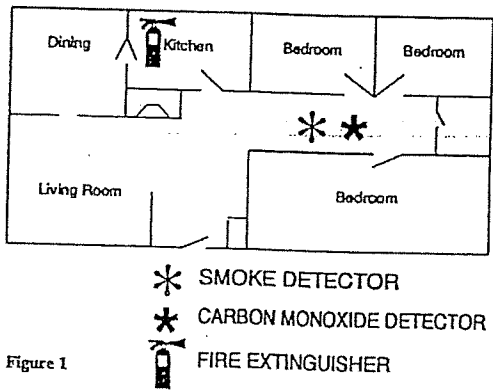 Dining
Kitchen
Bedroom
Bedroom
Living Room
Bedroom
SMOKE DETECTOR
CARBON MONOXIDE DETECTOR
FIRE EXTINGUISHER
Figure 1